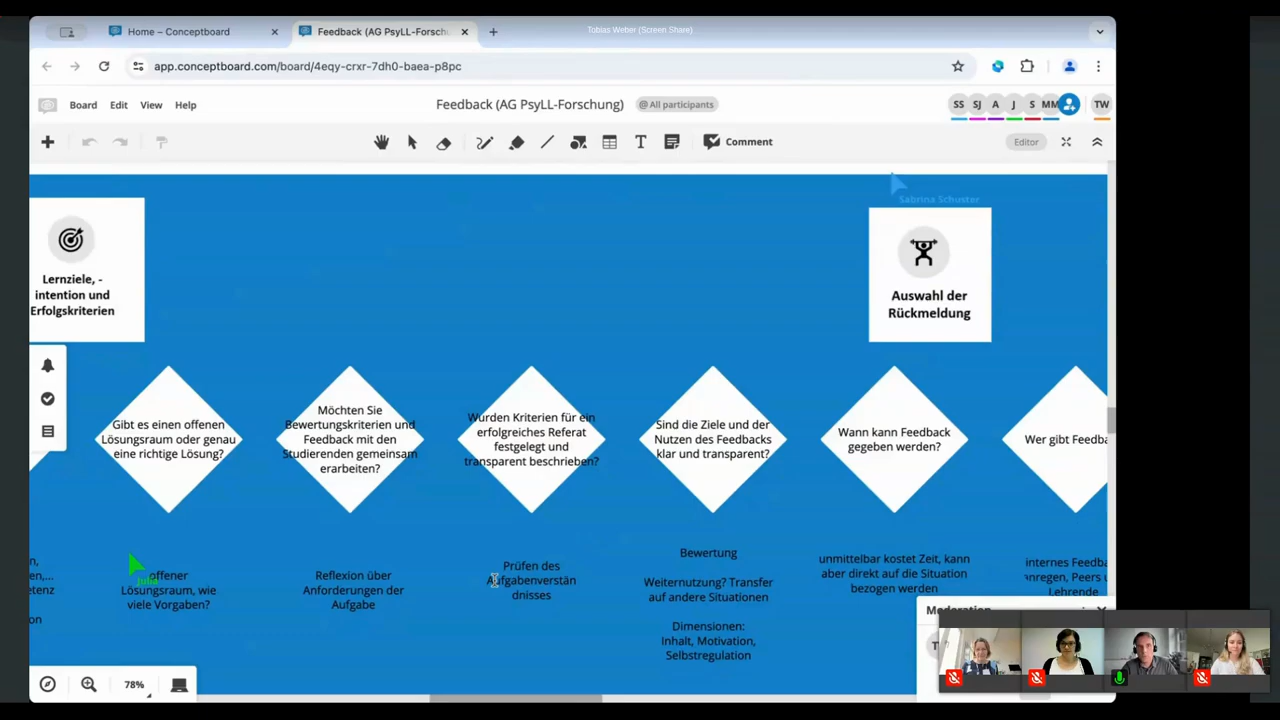 Home – Conceptboard
Feedback (AG PsyLL-Forschu
Tobias Weber (Screen Share)
app.conceptboard.com/board/4eqy-crxr-7dh0-baea-p8pc
Board Edit View Help
Feedback (AG PsyLL-Forschung)
@ All participants
SS SJ A J S MM TW
Comment
Editor
Sabrina Schuster
Lernziele, -
intention und
Erfolgskriterien
Auswahl der
Rückmeldung
Gibt es einen offenen
Lösungsraum oder genau
eine richtige Lösung?
Möchten Sie
Bewertungskriterien und
Feedback mit den
Studierenden gemeinsam
erarbeiten?
Wurden Kriterien für ein
erfolgreiches Referat
festgelegt und
transparent beschrieben?
Sind die Ziele und der
Nutzen des Feedbacks
klar und transparent?
Wann kann Feedback
gegeben werden?
Wer gibt Feedba
n,
en,...
etenz
on
Julia
offener
Lösungsraum, wie
viele Vorgaben?
Reflexion über
Anforderungen der
Aufgabe
Prüfen des
Aufgabenverstän
dnisses
Bewertung
Weiternutzung? Transfer
auf andere Situationen
Dimensionen:
Inhalt, Motivation,
Selbstregulation
unmittelbar kostet Zeit, kann
aber direkt auf die Situation
bezogen werden
internes Feedba
anregen, Peers u
Lehrende
Moderation
78%